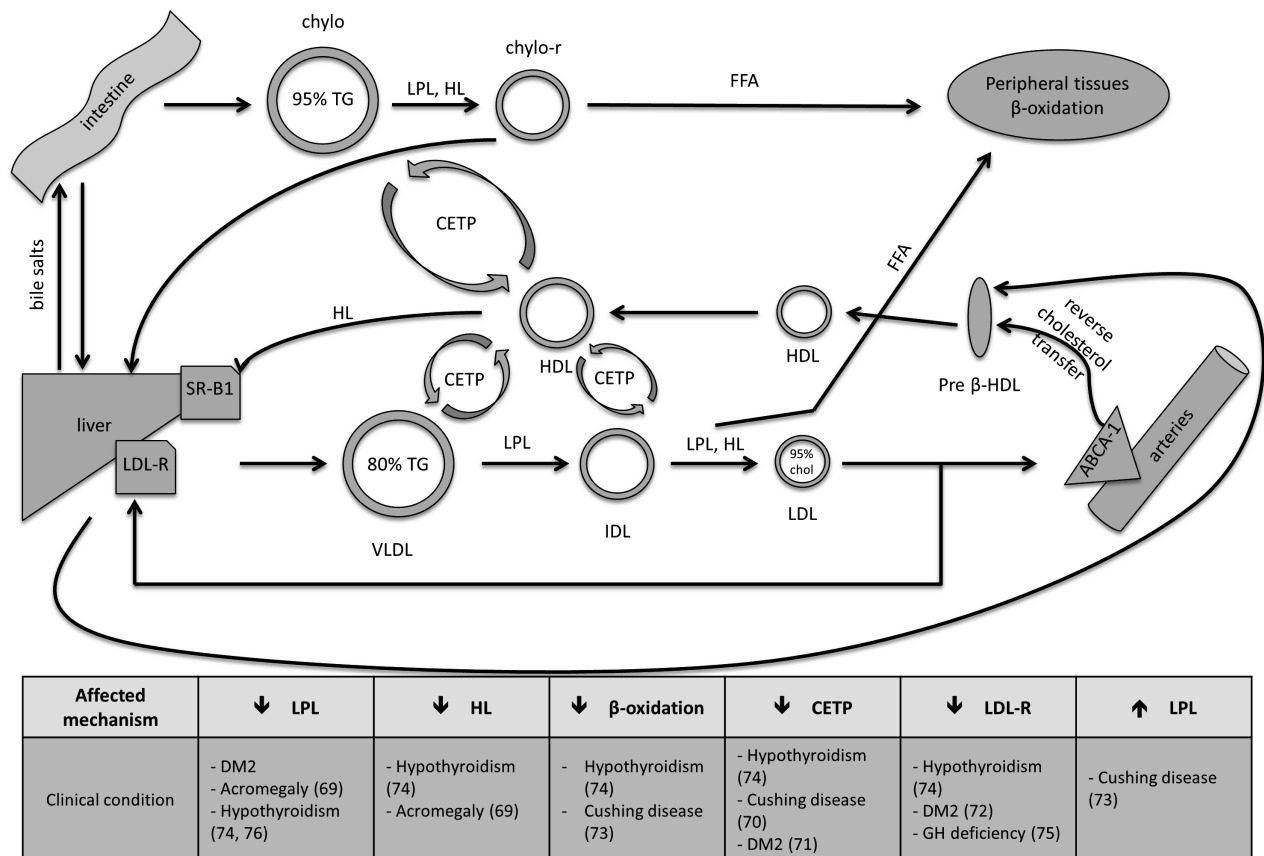 chylo
chylo-r
intestine
95% TG
LPL, HL
FFA
Peripheral tissues
β-oxidation
CETP
bile salts
FFA
HL
HDL
HDL
Pre β-HDL
reverse
cholesterol
transfer
SR-B1
CETP
CETP
liver
LDL-R
80% TG
LPL
LPL, HL
95%
chol
ABCA-1
arteries
VLDL
IDL
LDL
Affected
mechanism
🡫 LPL
🡫 HL
🡫 β-oxidation
🡫 CETP
🡫 LDL-R
🡩 LPL
Clinical condition
- DM2
- Acromegaly (69)
- Hypothyroidism
(74, 76)
- Hypothyroidism
(74)
- Acromegaly (69)
- Hypothyroidism
(74)
- Cushing disease
(73)
- Hypothyroidism
(74)
- Cushing disease
(70)
- DM2 (71)
- Hypothyroidism
(74)
- DM2 (72)
- GH deficiency (75)
- Cushing disease
(73)